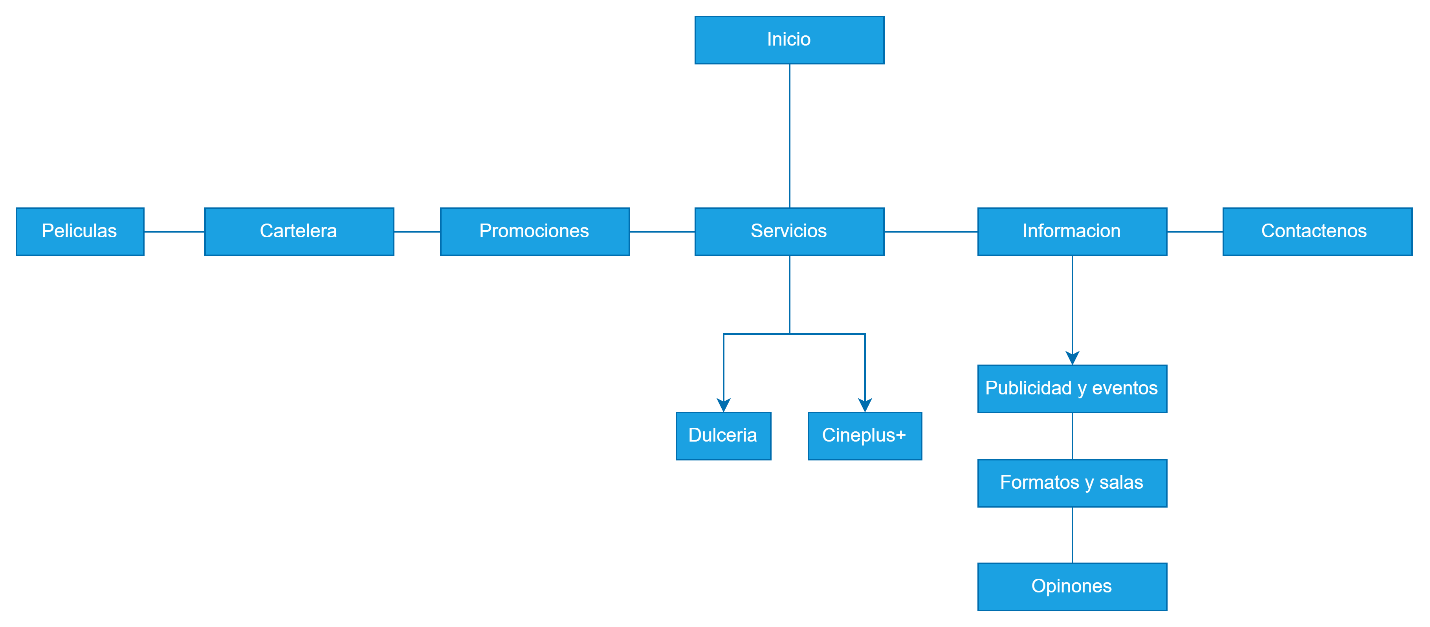 Inicio
Peliculas
Cartelera
Promociones
Servicios
Informacion
Contactenos
Publicidad y eventos
Dulceria
Cineplus+
Formatos y salas
Opinones